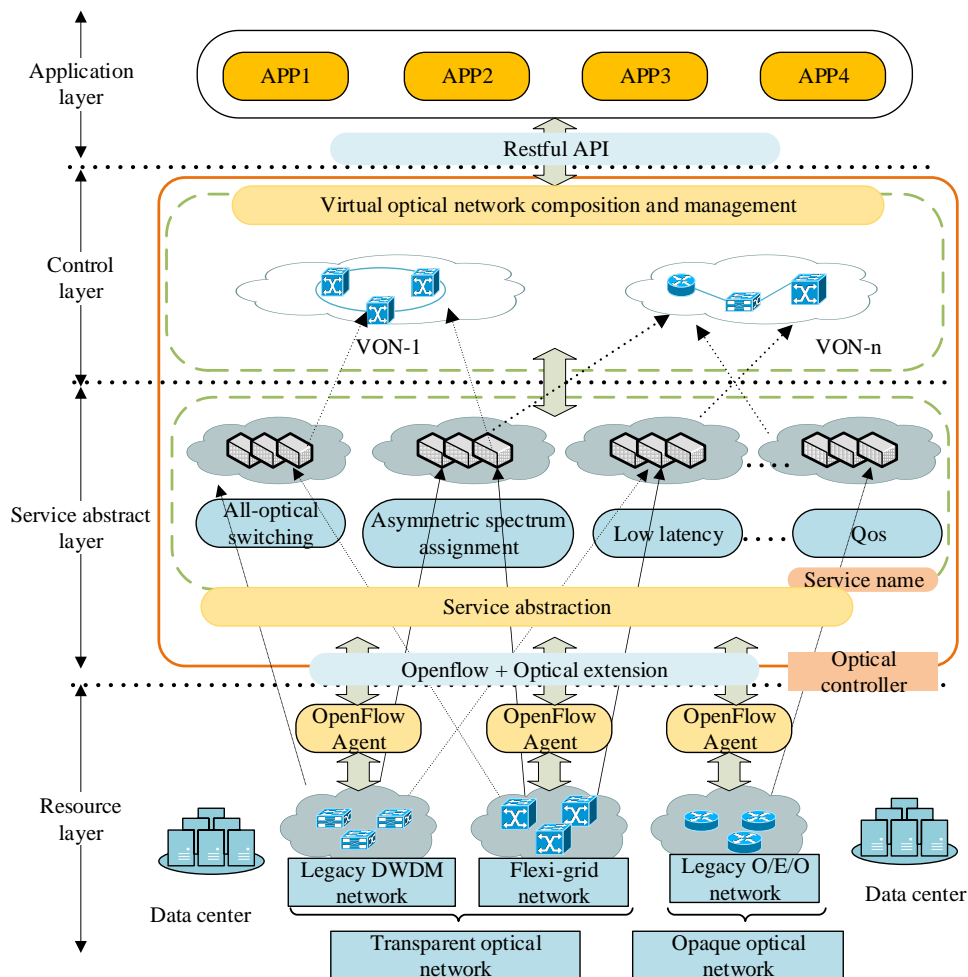 Application
layer
APP1
APP2
APP3
APP4
Restful API
Control
layer
Virtual optical network composition and management
VON-1
VON-n
Service abstract
layer
All-optical
switching
Asymmetric spectrum
assignment
Low latency
Qos
Service name
Service abstraction
Openflow + Optical extension
Optical
controller
Resource
layer
OpenFlow
Agent
OpenFlow
Agent
OpenFlow
Agent
Data center
Legacy DWDM
network
Flexi-grid
network
Legacy O/E/O
network
Data center
Transparent optical
network
Opaque optical
network